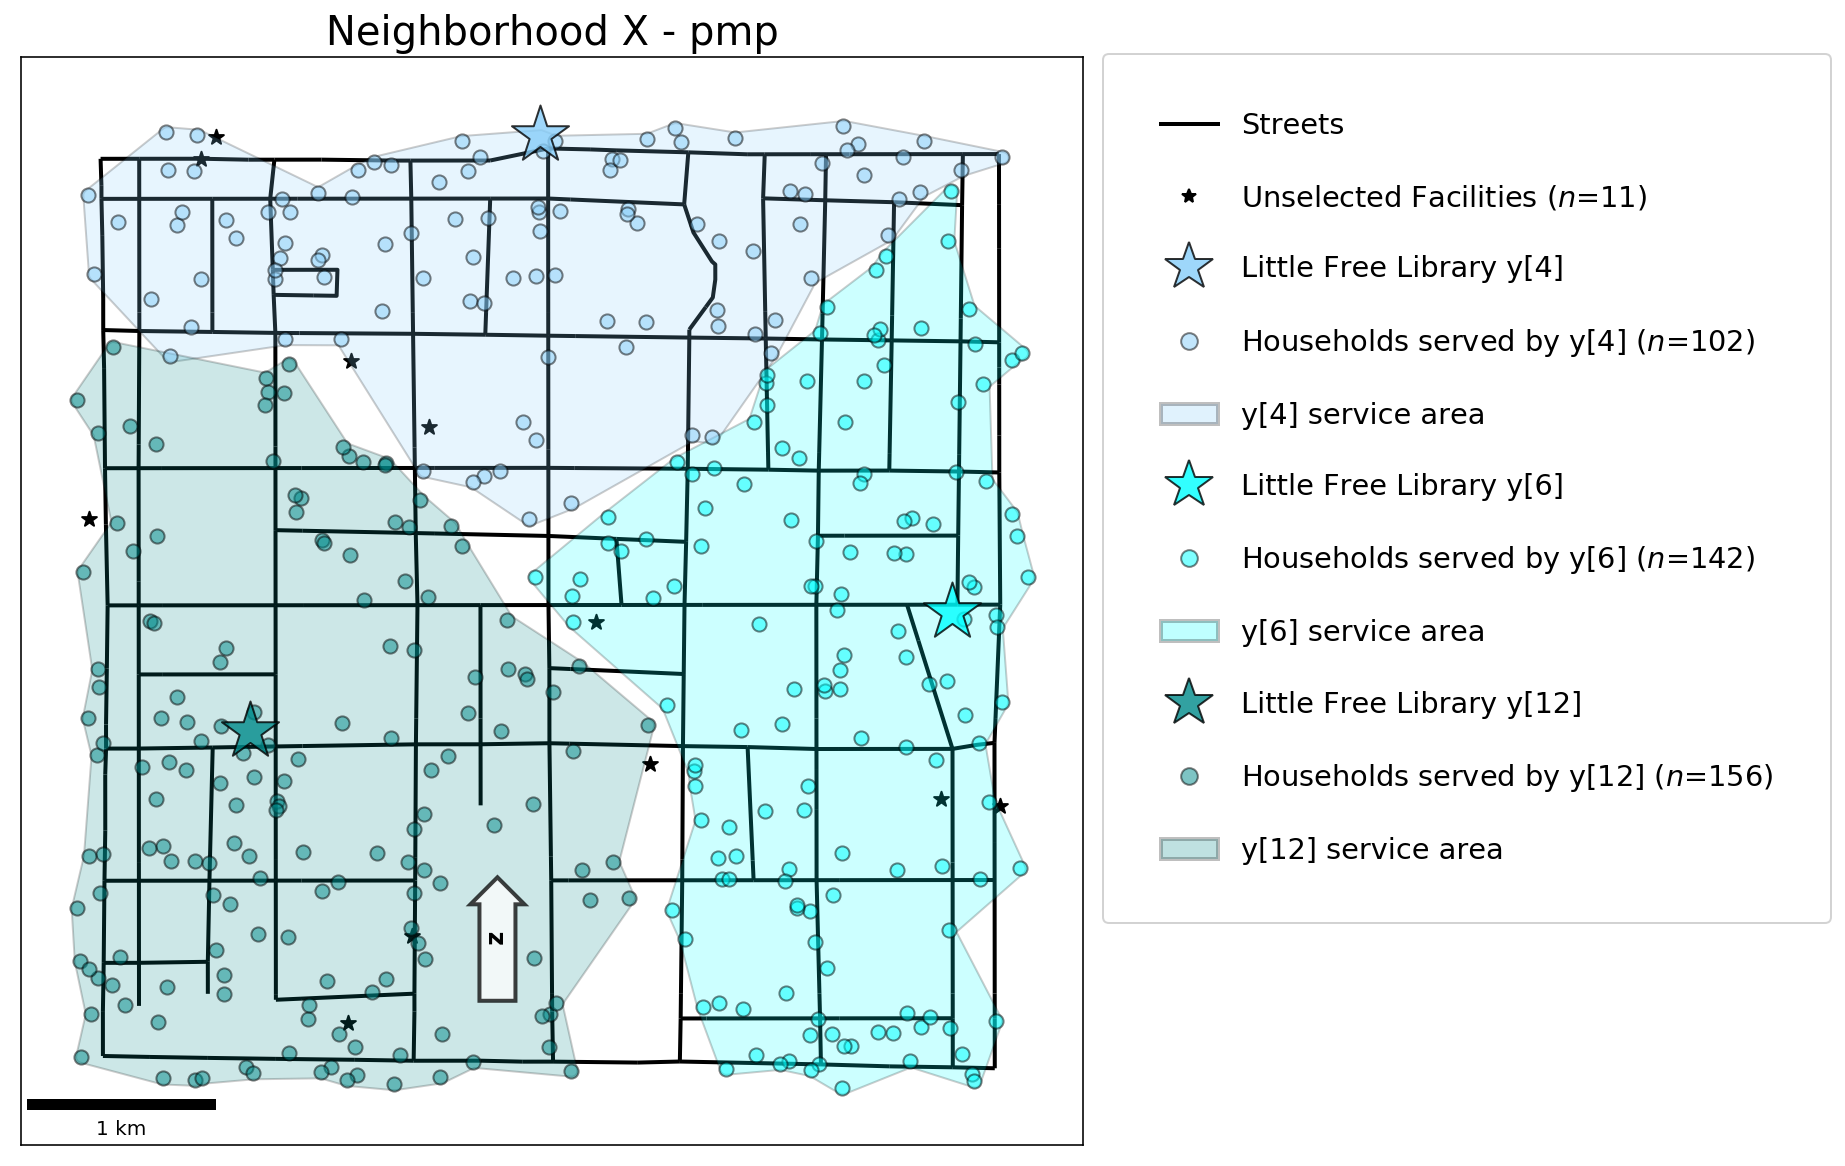 Neighborhood X - pmp
Streets
Unselected Facilities (n=11)
Little Free Library y[4]
Households served by y[4] (n=102)
y[4] service area
Little Free Library y[6]
Households served by y[6] (n=142)
y[6] service area
Little Free Library y[12]
Households served by y[12] (n=156)
y[12] service area
N
1 km